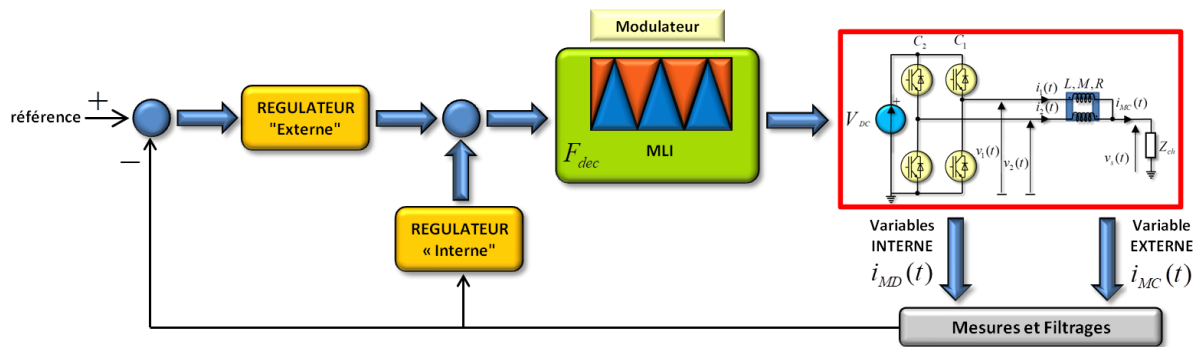 Modulateur
référence
+
−
REGULATEUR
"Externe"
REGULATEUR
« Interne"
F_dec
MLI
C_2
C_1
V_DC
+
i_1(t)
i_2(t)
L, M, R
i_MC(t)
v_1(t)
v_2(t)
v_s(t)
Z_ch
Variables
INTERNE
i_MD(t)
Variable
EXTERNE
i_MC(t)
Mesures et Filtrages